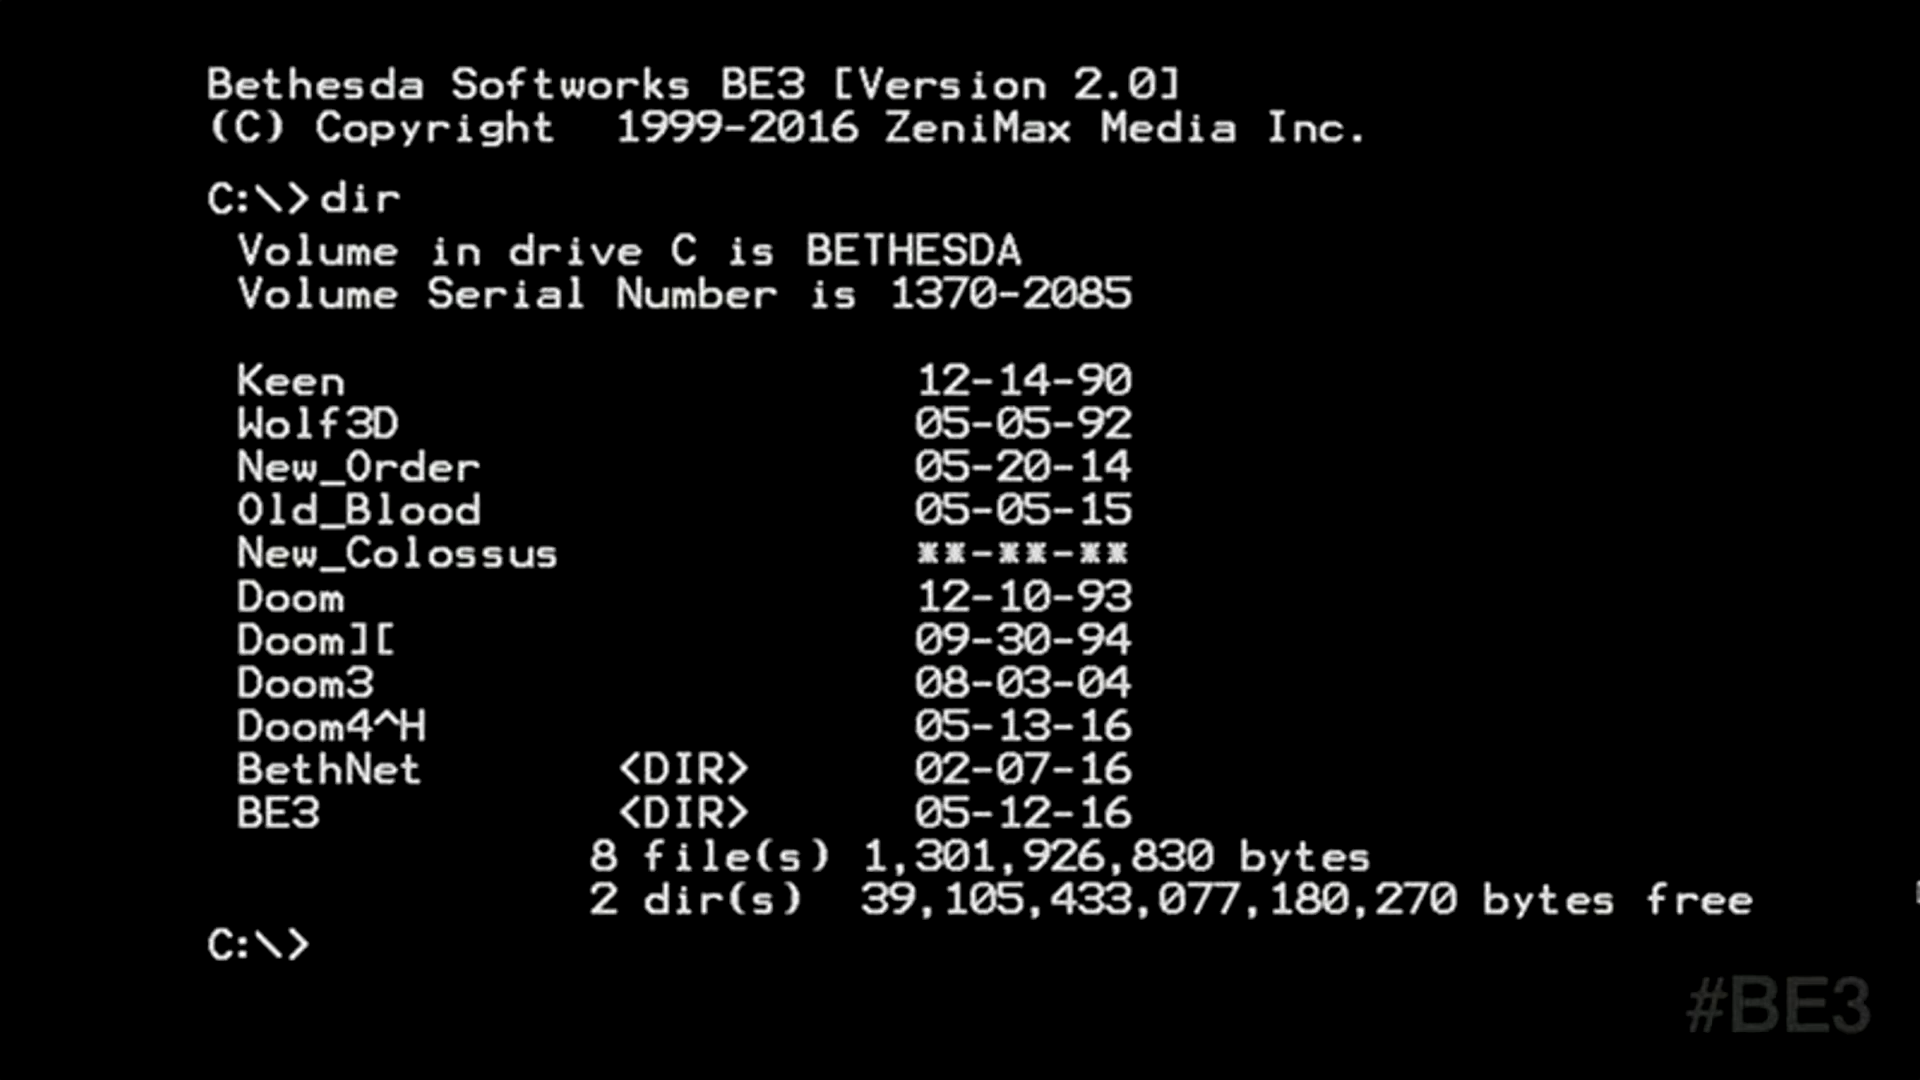 Bethesda Softworks BE3 [Version 2.0]
(C) Copyright  1999-2016 ZeniMax Media Inc.
C:\>dir
Volume in drive C is BETHESDA
Volume Serial Number is 1370-2085
Keen 12-14-90
Wolf3D 05-05-92
New_Order 05-20-14
Old_Blood 05-05-15
New_Colossus **-**-**
Doom 12-10-93
Doom][ 09-30-94
Doom3 08-03-04
Doom4^H 05-13-16
BethNet <DIR> 02-07-16
BE3 <DIR> 05-12-16
8 file(s) 1,301,926,830 bytes
2 dir(s) 39,105,433,077,180,270 bytes free
C:\>
#BE3